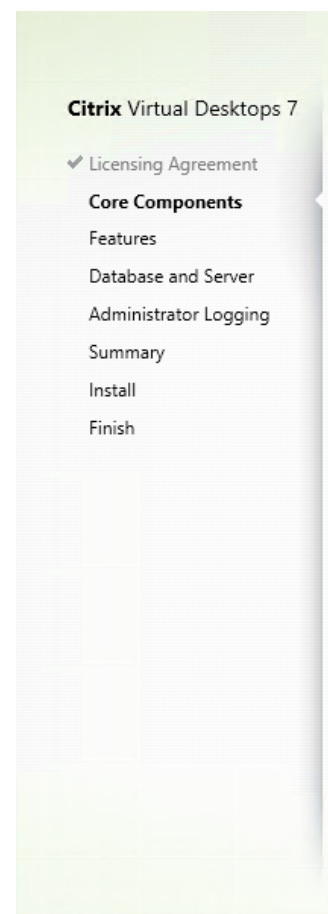 Citrix Virtual Desktops 7
✔ Licensing Agreement
Core Components
Features
Database and Server
Administrator Logging
Summary
Install
Finish